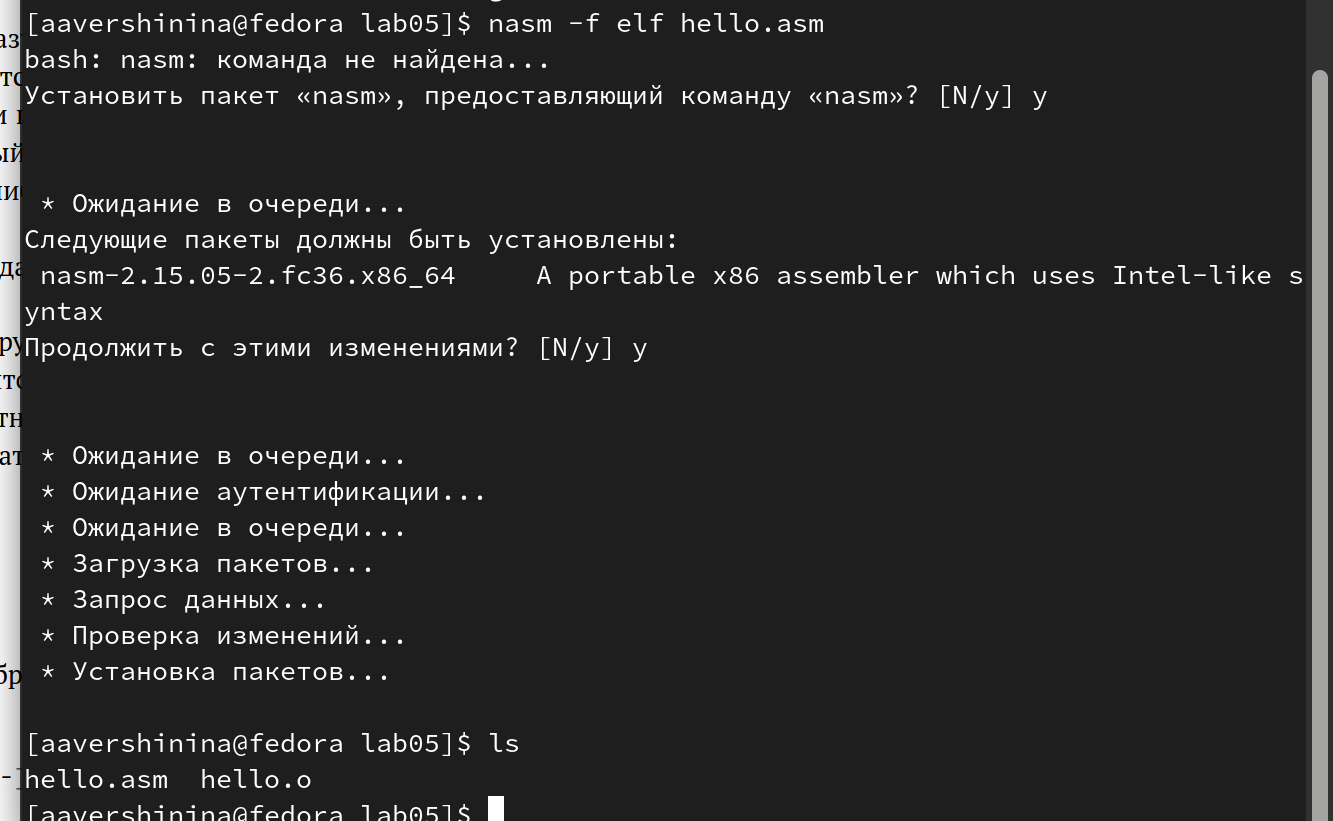 [aavershinina@fedora lab05]$ nasm -f elf hello.asm
bash: nasm: команда не найдена...
Установить пакет «nasm», предоставляющий команду «nasm»? [N/y] y
 * Ожидание в очереди...
Следующие пакеты должны быть установлены:
 nasm-2.15.05-2.fc36.x86_64     A portable x86 assembler which uses Intel-like s
yntax
Продолжить с этими изменениями? [N/y] y
 * Ожидание в очереди...
 * Ожидание аутентификации...
 * Ожидание в очереди...
 * Загрузка пакетов...
 * Запрос данных...
 * Проверка изменений...
 * Установка пакетов...
[aavershinina@fedora lab05]$ ls
hello.asm  hello.o
[aavershinina@fedora lab05]$